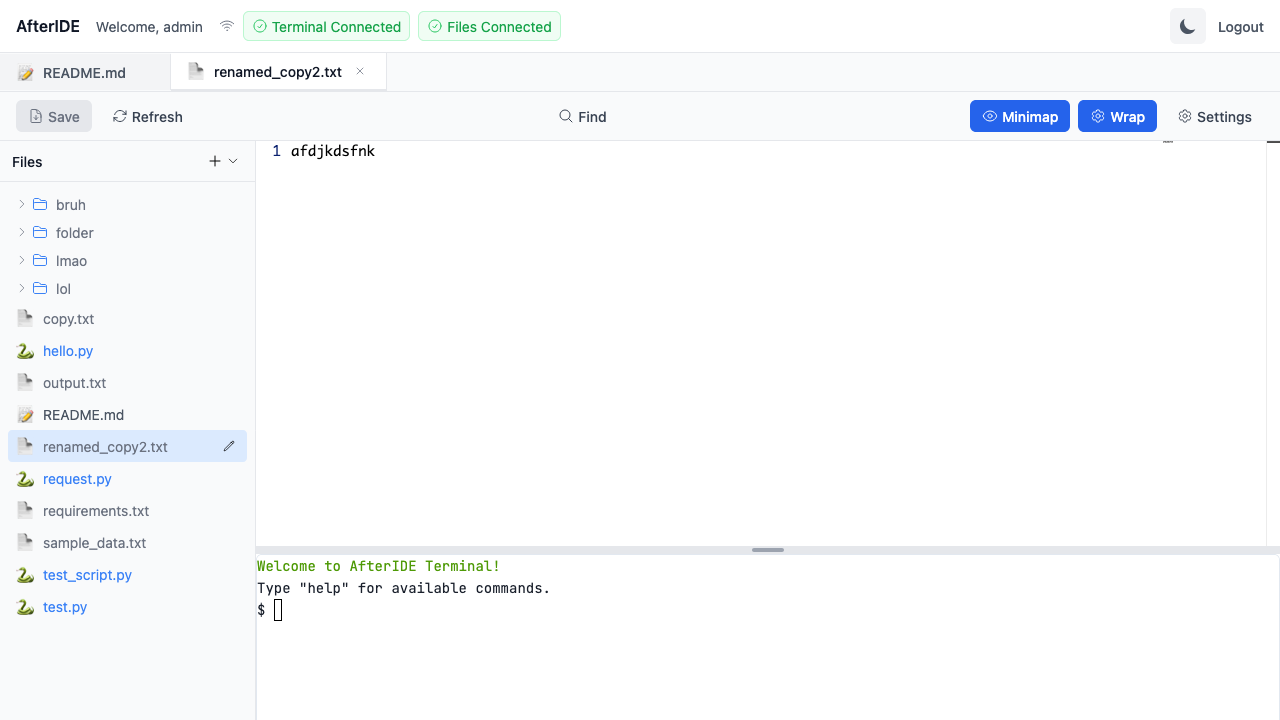 AfterIDE Welcome, admin Terminal Connected Files Connected Logout
README.md renamed_copy2.txt
Save Refresh Find Minimap Wrap Settings
Files
bruh
folder
lmao
lol
copy.txt
hello.py
output.txt
README.md
renamed_copy2.txt
request.py
requirements.txt
sample_data.txt
test_script.py
test.py
1 afdjkdsfnk
Welcome to AfterIDE Terminal!
Type "help" for available commands.
$